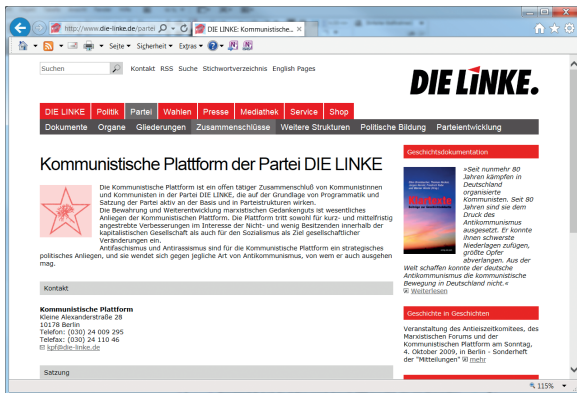 http://www.die-linke.de/partei
DIE LINKE: Kommunistische...
Seite Sicherheit Extras
Suchen Kontakt RSS Suche Stichwortverzeichnis English Pages
DIE LINKE.
DIE LINKE Politik Partei Wahlen Presse Mediathek Service Shop
Dokumente Organe Gliederungen Zusammenschlüsse Weitere Strukturen Politische Bildung Parteientwicklung
Kommunistische Plattform der Partei DIE LINKE
Die Kommunistische Plattform ist ein offen tätiger Zusammenschluß von Kommunistinnen
und Kommunisten in der Partei DIE LINKE, die auf der Grundlage von Programmatik und
Satzung der Partei aktiv an der Basis und in Parteistrukturen wirken.
Die Bewahrung und Weiterentwicklung marxistischen Gedankenguts ist wesentliches
Anliegen der Kommunistischen Plattform. Die Plattform tritt sowohl für kurz- und mittelfristig
angestrebte Verbesserungen im Interesse der Nicht- und wenig Besitzenden innerhalb der
kapitalistischen Gesellschaft als auch für den Sozialismus als Ziel gesellschaftlicher
Veränderungen ein.
Antifaschismus und Antirassismus sind für die Kommunistische Plattform ein strategisches
politisches Anliegen, und sie wendet sich gegen jegliche Art von Antikommunismus, von wem er auch ausgehen
mag.
Kontakt
Kommunistische Plattform
Kleine Alexanderstraße 28
10178 Berlin
Telefon: (030) 24 009 295
Telefax: (030) 24 110 46
kpf@die-linke.de
Satzung
Geschichtsdokumentation
»Seit nunmehr 80
Jahren kämpfen in
Deutschland
organisierte
Kommunisten. Seit 80
Jahren sind sie dem
Druck des
Antikommunismus
ausgesetzt. Er konnte
ihnen schwerste
Niederlagen zufügen,
größte Opfer
abverlangen. Aus der
Welt schaffen konnte der deutsche
Antikommunismus die kommunistische
Bewegung in Deutschland nicht.«
Weiterlesen
Geschichte in Geschichten
Veranstaltung des Antieiszeitkomitees, des
Marxistischen Forums und der
Kommunistischen Plattform am Sonntag,
4. Oktober 2009, in Berlin - Sonderheft
der "Mitteilungen" mehr
115%